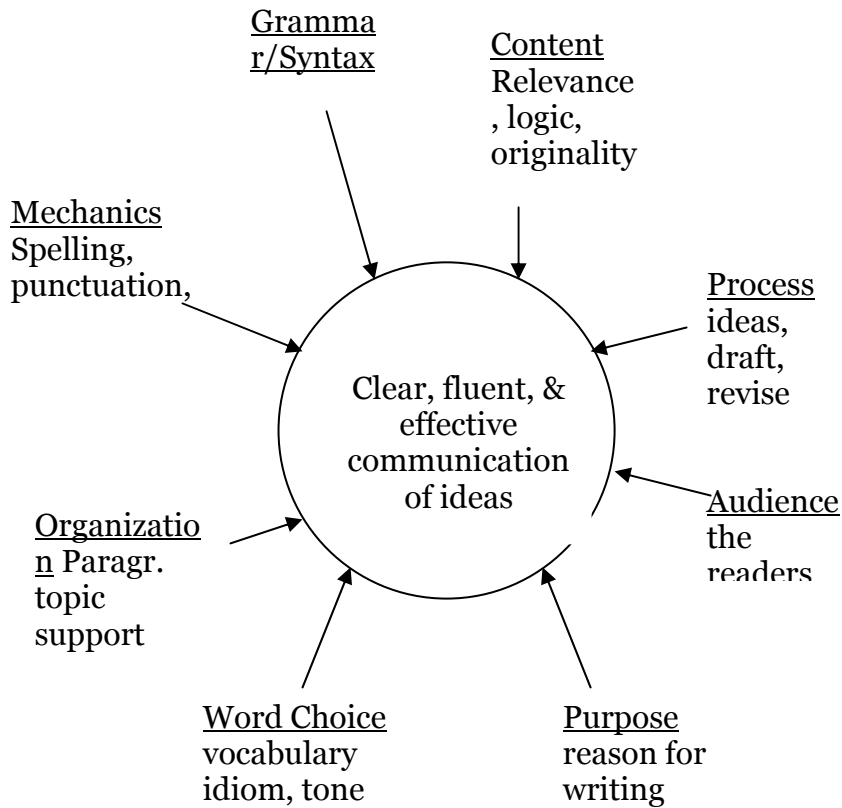 Gramma
r/Syntax
Content
Relevance
, logic,
originality
Mechanics
Spelling,
punctuation,
Process
ideas,
draft,
revise
Clear, fluent, &
effective
communication
of ideas
Audience
the
readers
Organizatio
n Paragr.
topic
support
Word Choice
vocabulary
idiom, tone
Purpose
reason for
writing